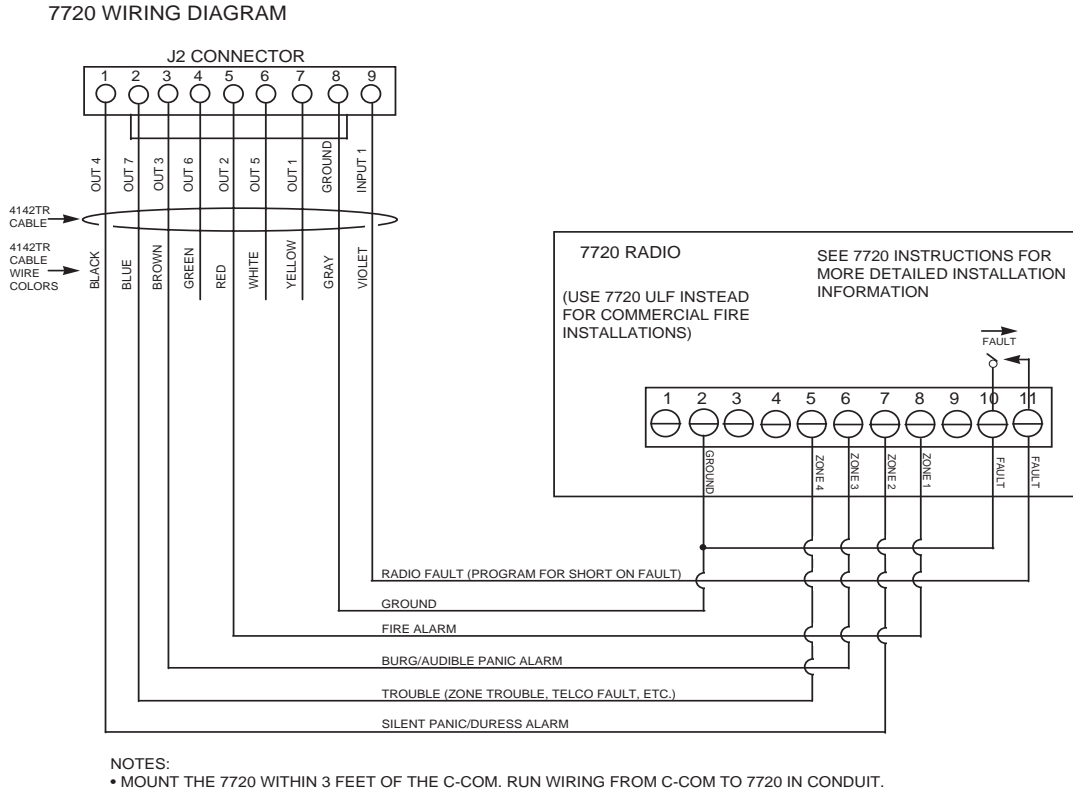 7720 WIRING DIAGRAM
J2 CONNECTOR
1 2 3 4 5 6 7 8 9
OUT 4
OUT 7
OUT 3
OUT 6
OUT 2
OUT 5
OUT 1
GROUND
INPUT 1
4142TR
CABLE
4142TR
CABLE
WIRE
COLORS
BLACK
BLUE
BROWN
GREEN
RED
WHITE
YELLOW
GRAY
VIOLET
7720 RADIO
(USE 7720 ULF INSTEAD
FOR COMMERCIAL FIRE
INSTALLATIONS)
SEE 7720 INSTRUCTIONS FOR
MORE DETAILED INSTALLATION
INFORMATION
FAULT
1 2 3 4 5 6 7 8 9 10 11
GROUND
ZONE 4
ZONE 3
ZONE 2
ZONE 1
FAULT
FAULT
RADIO FAULT (PROGRAM FOR SHORT ON FAULT)
GROUND
FIRE ALARM
BURG/AUDIBLE PANIC ALARM
TROUBLE (ZONE TROUBLE, TELCO FAULT, ETC.)
SILENT PANIC/DURESS ALARM
NOTES:
• MOUNT THE 7720 WITHIN 3 FEET OF THE C-COM. RUN WIRING FROM C-COM TO 7720 IN CONDUIT.